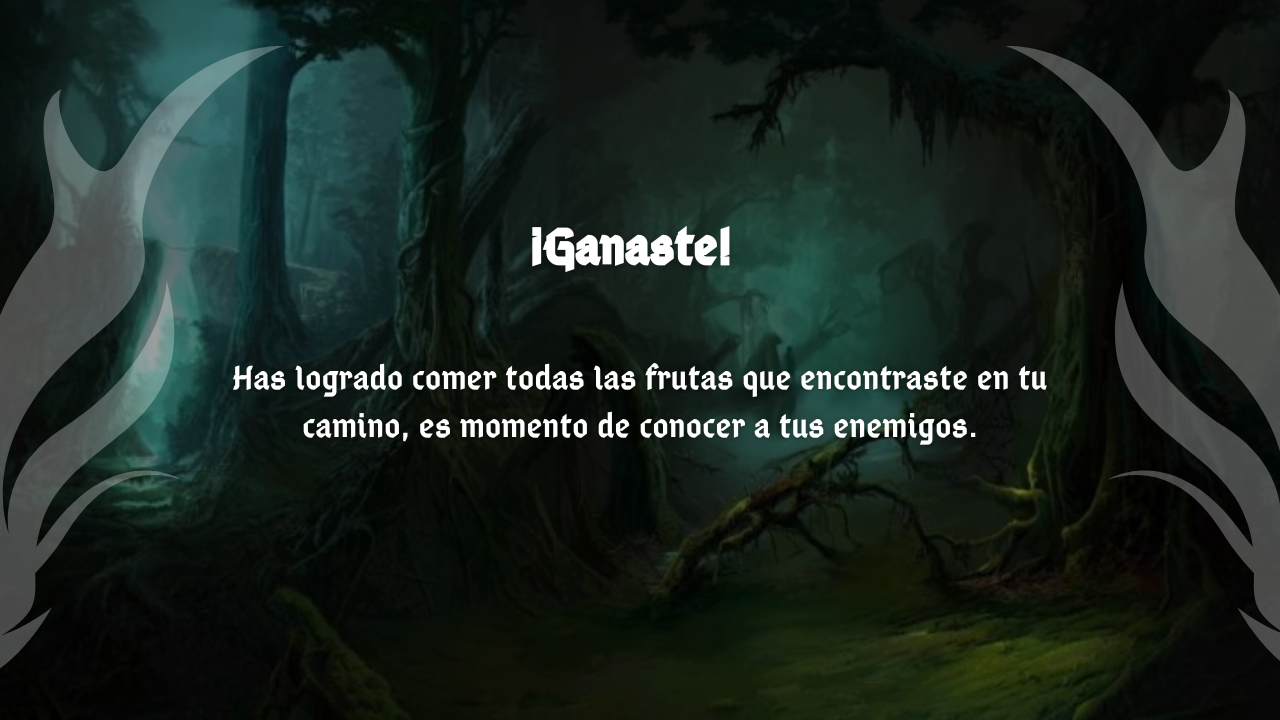 ¡Ganaste!
Has logrado comer todas las frutas que encontraste en tu
camino, es momento de conocer a tus enemigos.